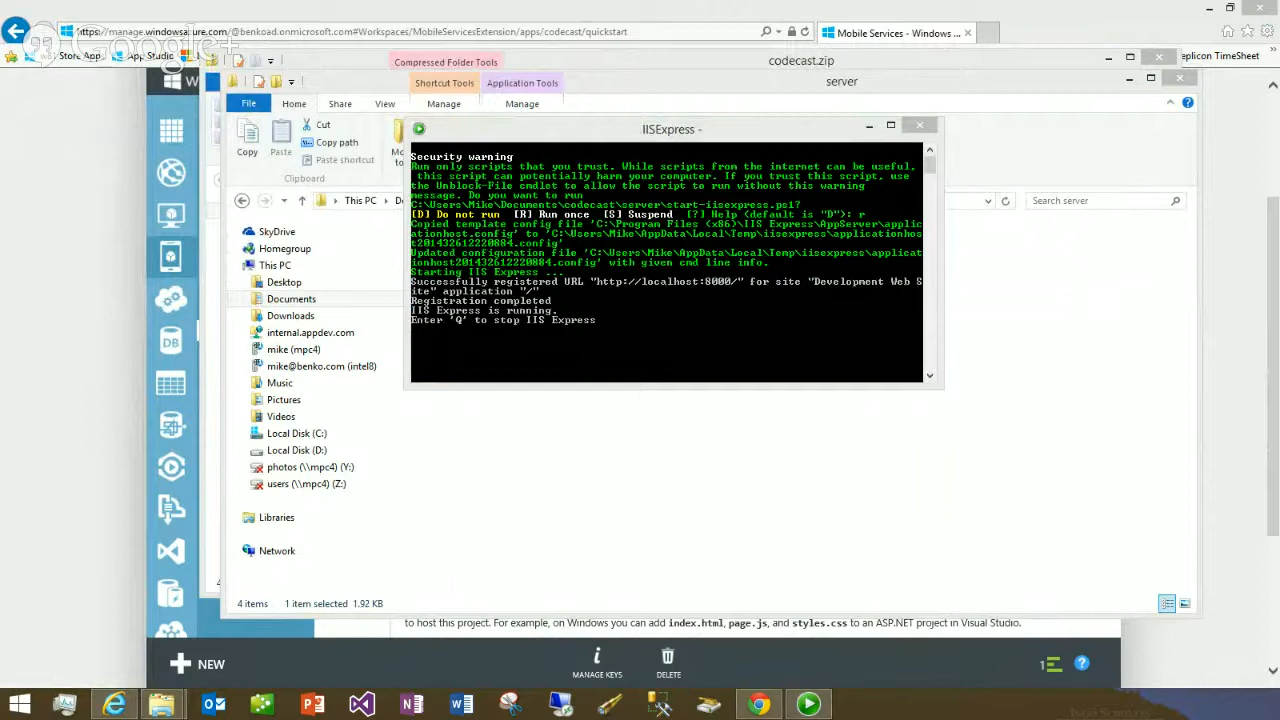 https://manage.windowsazure.com/@benkoad.onmicrosoft.com#Workspaces/MobileServicesExtension/apps/codecast/quickstart
Mobile Services - Windows ...
Google+
St Store App
App Studio
Replicon TimeSheet
Compressed Folder Tools
codecast.zip
Shortcut Tools
Application Tools
server
File
Home
Share
View
Manage
Manage
Copy
Paste
Cut
Copy path
Paste shortcut
Clipboard
Mo
to
This PC
Search server
SkyDrive
Homegroup
This PC
Desktop
Documents
Downloads
internal.appdev.com
mike (mpc4)
mike@benko.com (intel8)
Music
Pictures
Videos
Local Disk (C:)
Local Disk (D:)
photos (\\mpc4) (Y:)
users (\\mpc4) (Z:)
Libraries
Network
IISExpress -
Security warning
Run only scripts that you trust. While scripts from the internet can be useful,
this script can potentially harm your computer. If you trust this script, use
the Unblock-File cmdlet to allow the script to run without this warning
message. Do you want to run
C:\Users\Mike\Documents\codecast\server\start-iisexpress.ps1?
[D] Do not run [R] Run once [S] Suspend [?] Help (default is "D"): r
Copied template config file 'C:\Program Files (x86)\IIS Express\AppServer\applic
ationhost.config' to 'C:\Users\Mike\AppData\Local\Temp\iisexpress\applicationhos
t201432612220884.config'
Updated configuration file 'C:\Users\Mike\AppData\Local\Temp\iisexpress\applicat
ionhost201432612220884.config' with given cmd line info.
Starting IIS Express ...
Successfully registered URL "http://localhost:8000/" for site "Development Web S
ite" application "/"
Registration completed
IIS Express is running.
Enter 'Q' to stop IIS Express
4 items
1 item selected 1.92 KB
to host this project. For example, on Windows you can add index.html, page.js, and styles.css to an ASP.NET project in Visual Studio.
NEW
MANAGE KEYS
DELETE
1